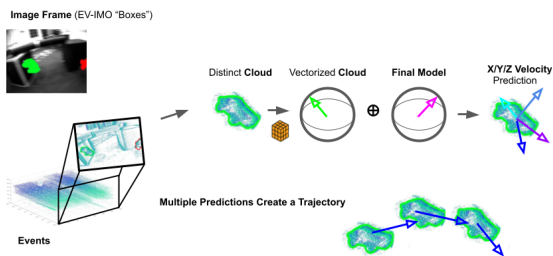 Image Frame (EV-IMO “Boxes”)
Distinct Cloud
Vectorized Cloud
Final Model
X/Y/Z Velocity
Prediction
Multiple Predictions Create a Trajectory
Events